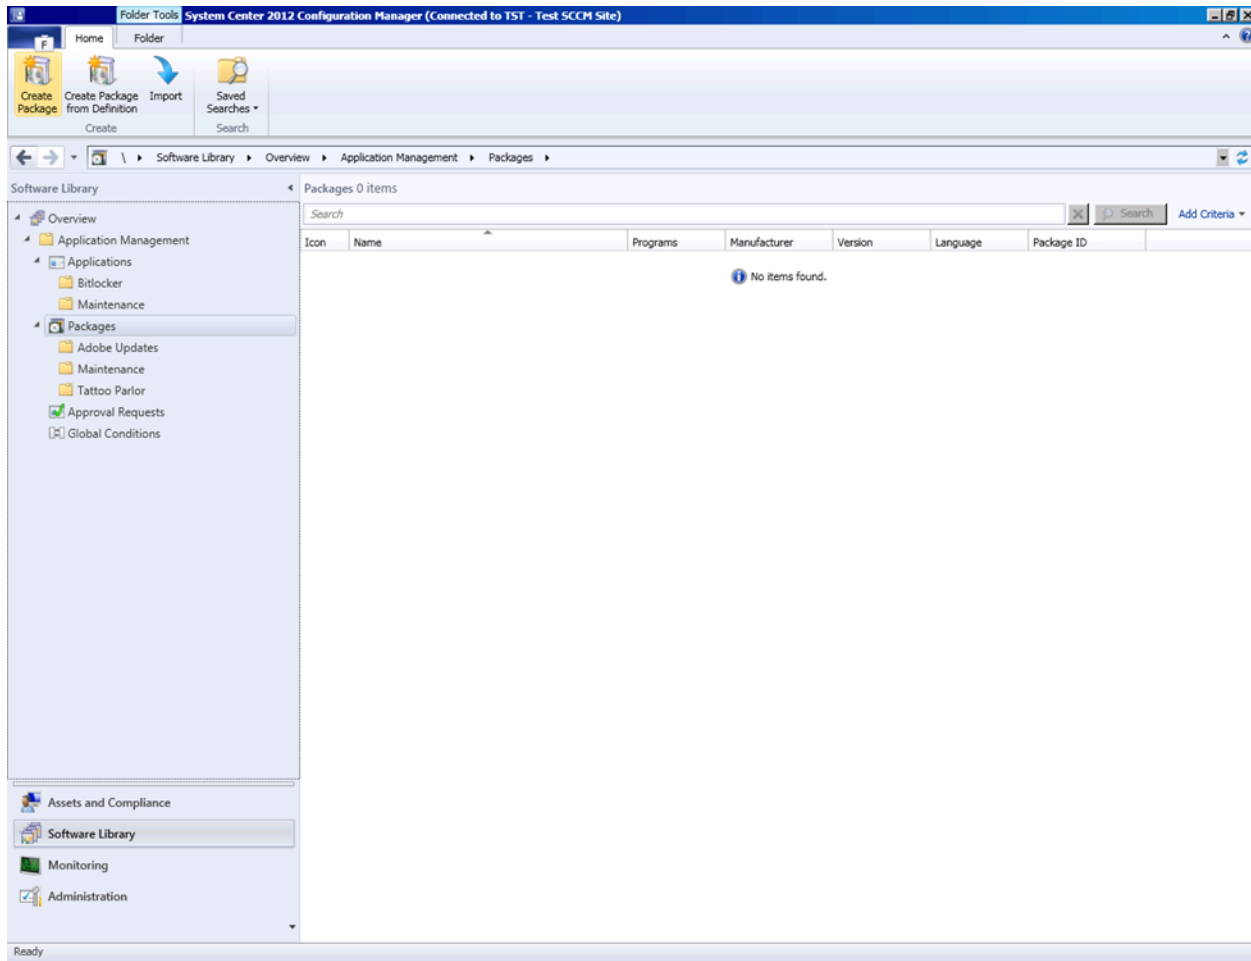 Folder Tools System Center 2012 Configuration Manager (Connected to TST - Test SCCM Site)
F Home Folder
Create Package
Create Package from Definition
Import
Saved Searches
Create
Search
\ Software Library Overview Application Management Packages
Software Library
Packages 0 items
Search
Search
Add Criteria
Overview
Application Management
Applications
Bitlocker
Maintenance
Packages
Adobe Updates
Maintenance
Tattoo Parlor
Approval Requests
Global Conditions
Icon Name Programs Manufacturer Version Language Package ID
No items found.
Assets and Compliance
Software Library
Monitoring
Administration
Ready